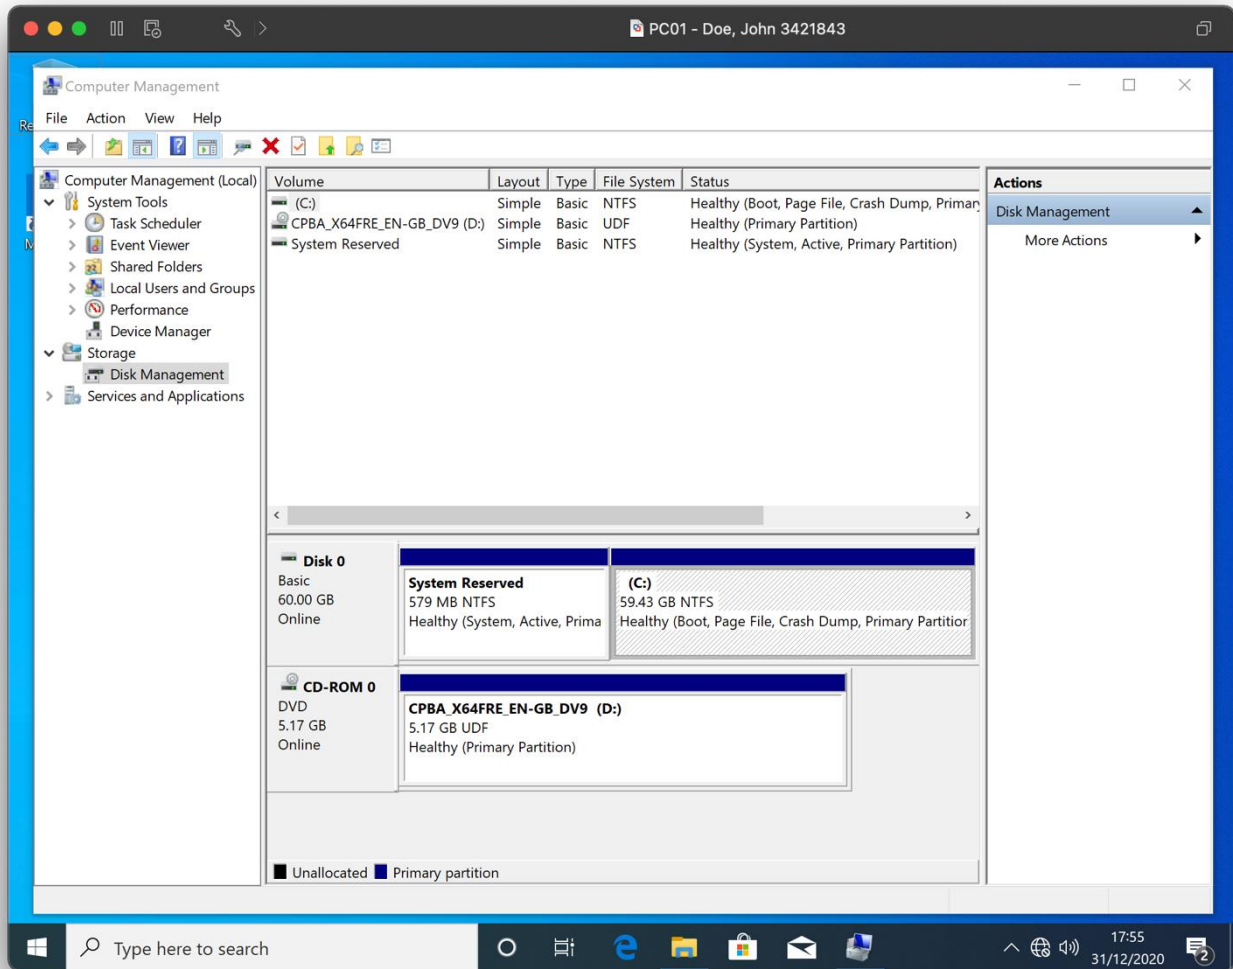 PC01 - Doe, John 3421843
Computer Management
File Action View Help
Computer Management (Local)
System Tools
Task Scheduler
Event Viewer
Shared Folders
Local Users and Groups
Performance
Device Manager
Storage
Disk Management
Services and Applications
Volume Layout Type File System Status
(C:) Simple Basic NTFS Healthy (Boot, Page File, Crash Dump, Primar
CPBA_X64FRE_EN-GB_DV9 (D:) Simple Basic UDF Healthy (Primary Partition)
System Reserved Simple Basic NTFS Healthy (System, Active, Primary Partition)
Actions
Disk Management
More Actions
Disk 0
Basic
60.00 GB
Online
System Reserved
579 MB NTFS
Healthy (System, Active, Prima
(C:)
59.43 GB NTFS
Healthy (Boot, Page File, Crash Dump, Primary Partitior
CD-ROM 0
DVD
5.17 GB
Online
CPBA_X64FRE_EN-GB_DV9 (D:)
5.17 GB UDF
Healthy (Primary Partition)
Unallocated Primary partition
Re
M
Type here to search
17:55
31/12/2020
2